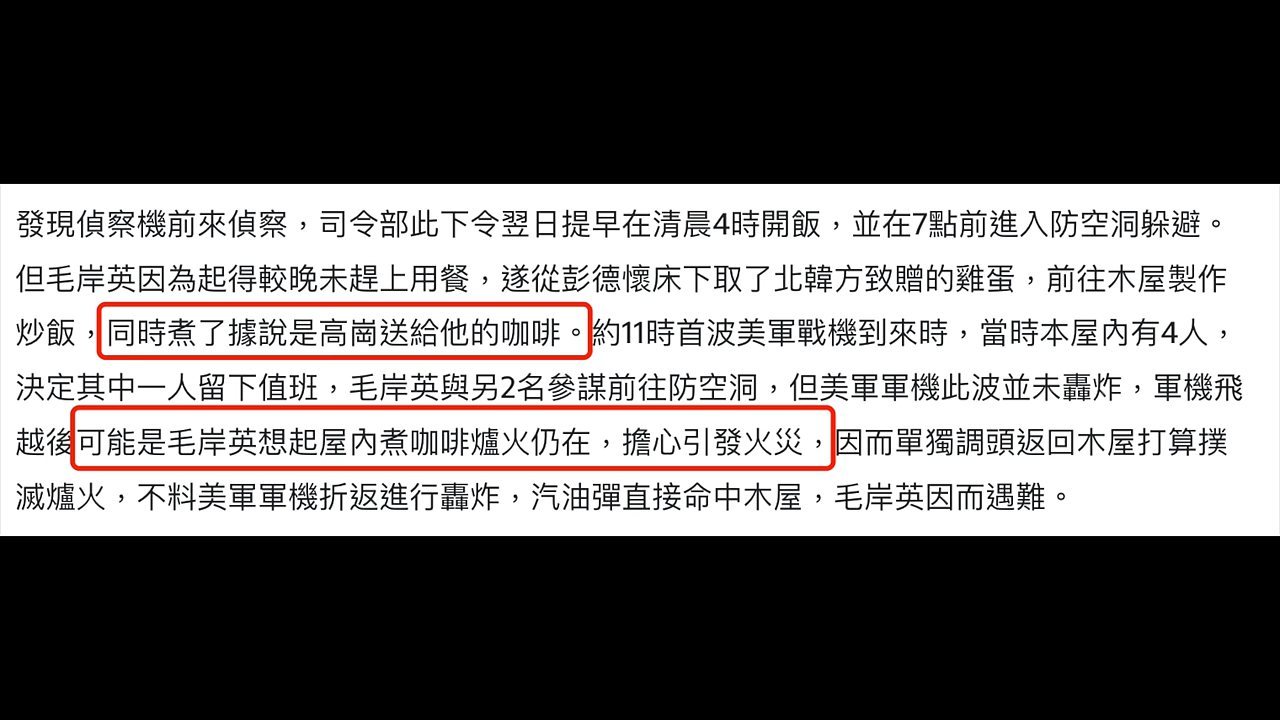 發現偵察機前來偵察，司令部此下令翌日提早在清晨4時開飯，並在7點前進入防空洞躲避。
但毛岸英因為起得較晚未趕上用餐，遂從彭德懷床下取了北韓方致贈的雞蛋，前往木屋製作
炒飯，同時煮了據說是高崗送給他的咖啡。約11時首波美軍戰機到來時，當時本屋內有4人，
決定其中一人留下值班，毛岸英與另2名參謀前往防空洞，但美軍軍機此波並未轟炸，軍機飛
越後可能是毛岸英想起屋內煮咖啡爐火仍在，擔心引發火災，因而單獨調頭返回木屋打算撲
滅爐火，不料美軍軍機折返進行轟炸，汽油彈直接命中木屋，毛岸英因而遇難。